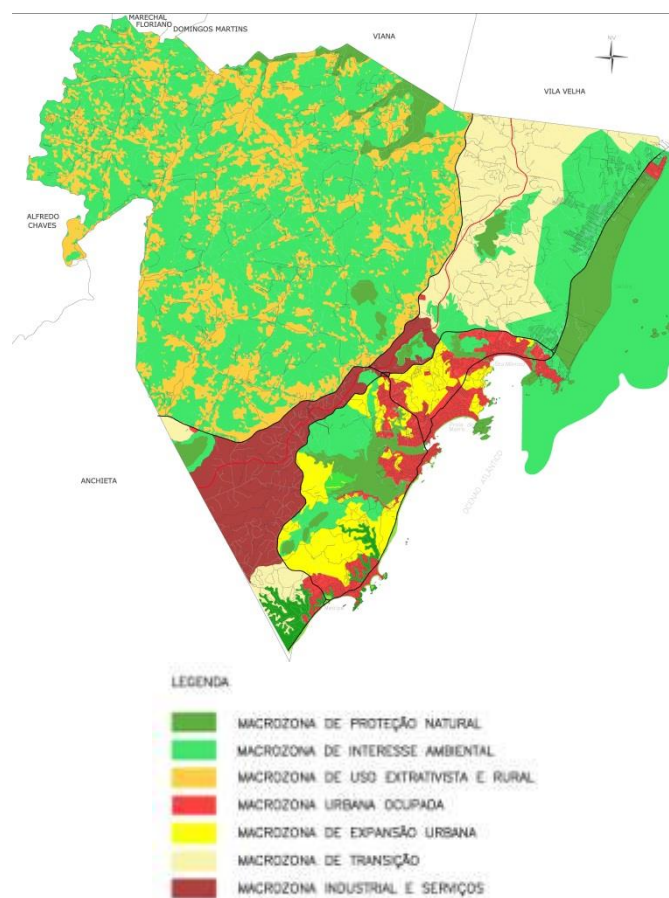 MARECHAL
FLORIANO
DOMINGOS MARTINS
VIANA
NV
VILA VELHA
ALFREDO
CHAVES
ANCHIETA
OCEANO ATLÂNTICO
LEGENDA
MACROZONA DE PROTEÇÃO NATURAL
MACROZONA DE INTERESSE AMBIENTAL
MACROZONA DE USO EXTRATIVISTA E RURAL
MACROZONA URBANA OCUPADA
MACROZONA DE EXPANSÃO URBANA
MACROZONA DE TRANSIÇÃO
MACROZONA INDUSTRIAL E SERVIÇOS